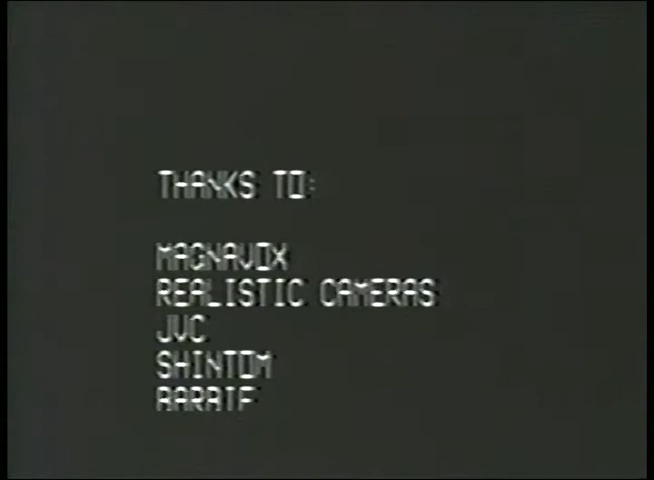 THANKS TO:
MAGNAVOX
REALISTIC CAMERAS
JVC
SHINTOM